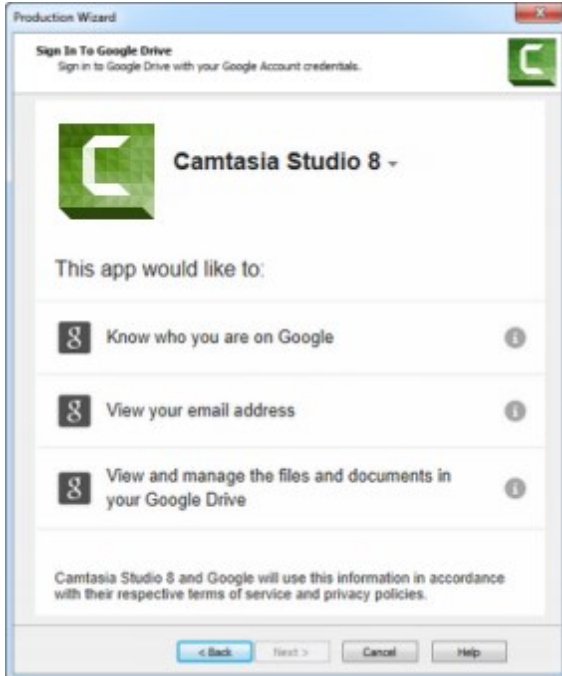 Production Wizard
Sign In To Google Drive
Sign in to Google Drive with your Google Account credentials.
Camtasia Studio 8
This app would like to:
Know who you are on Google
View your email address
View and manage the files and documents in
your Google Drive
Camtasia Studio 8 and Google will use this information in accordance
with their respective terms of service and privacy policies.
< Back Next > Cancel Help